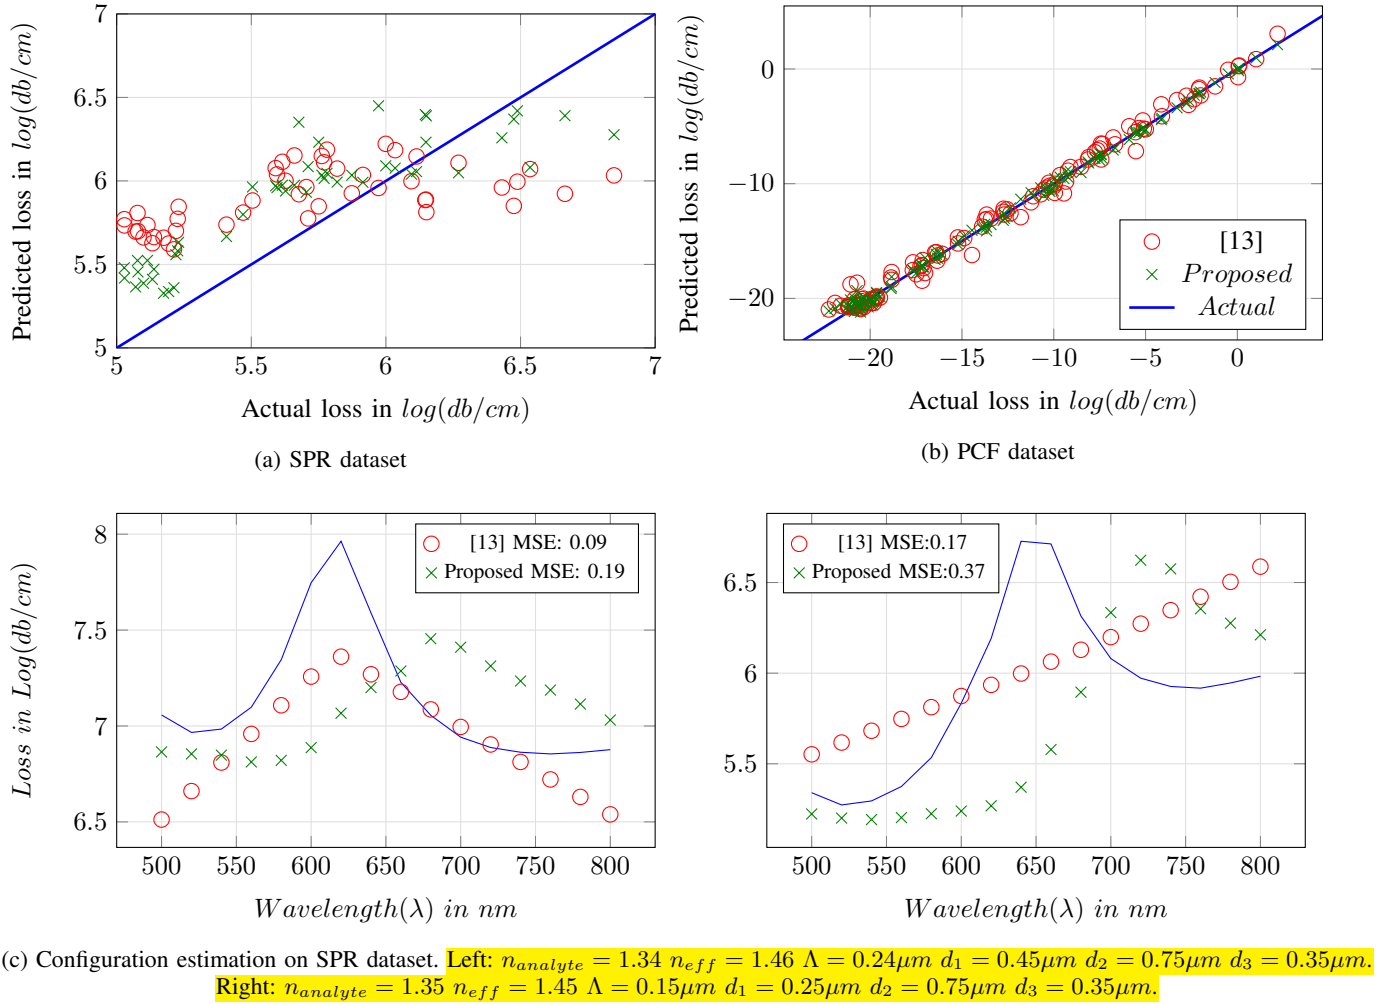 7
6.5
6
5.5
5
5
5.5
6
6.5
7
Predicted loss in log(db/cm)
Actual loss in log(db/cm)
(a) SPR dataset
0
−10
−20
−20
−15
−10
−5
0
Predicted loss in log(db/cm)
[13]
Proposed
Actual
Actual loss in log(db/cm)
(b) PCF dataset
8
7.5
7
6.5
500 550 600 650 700 750 800
Loss in Log(db/cm)
[13] MSE: 0.09
Proposed MSE: 0.19
Wavelength(λ) in nm
6.5
6
5.5
500 550 600 650 700 750 800
[13] MSE:0.17
Proposed MSE:0.37
Wavelength(λ) in nm
(c) Configuration estimation on SPR dataset. Left: n_analyte = 1.34 n_eff = 1.46 Λ = 0.24μm d₁ = 0.45μm d₂ = 0.75μm d₃ = 0.35μm.
Right: n_analyte = 1.35 n_eff = 1.45 Λ = 0.15μm d₁ = 0.25μm d₂ = 0.75μm d₃ = 0.35μm.